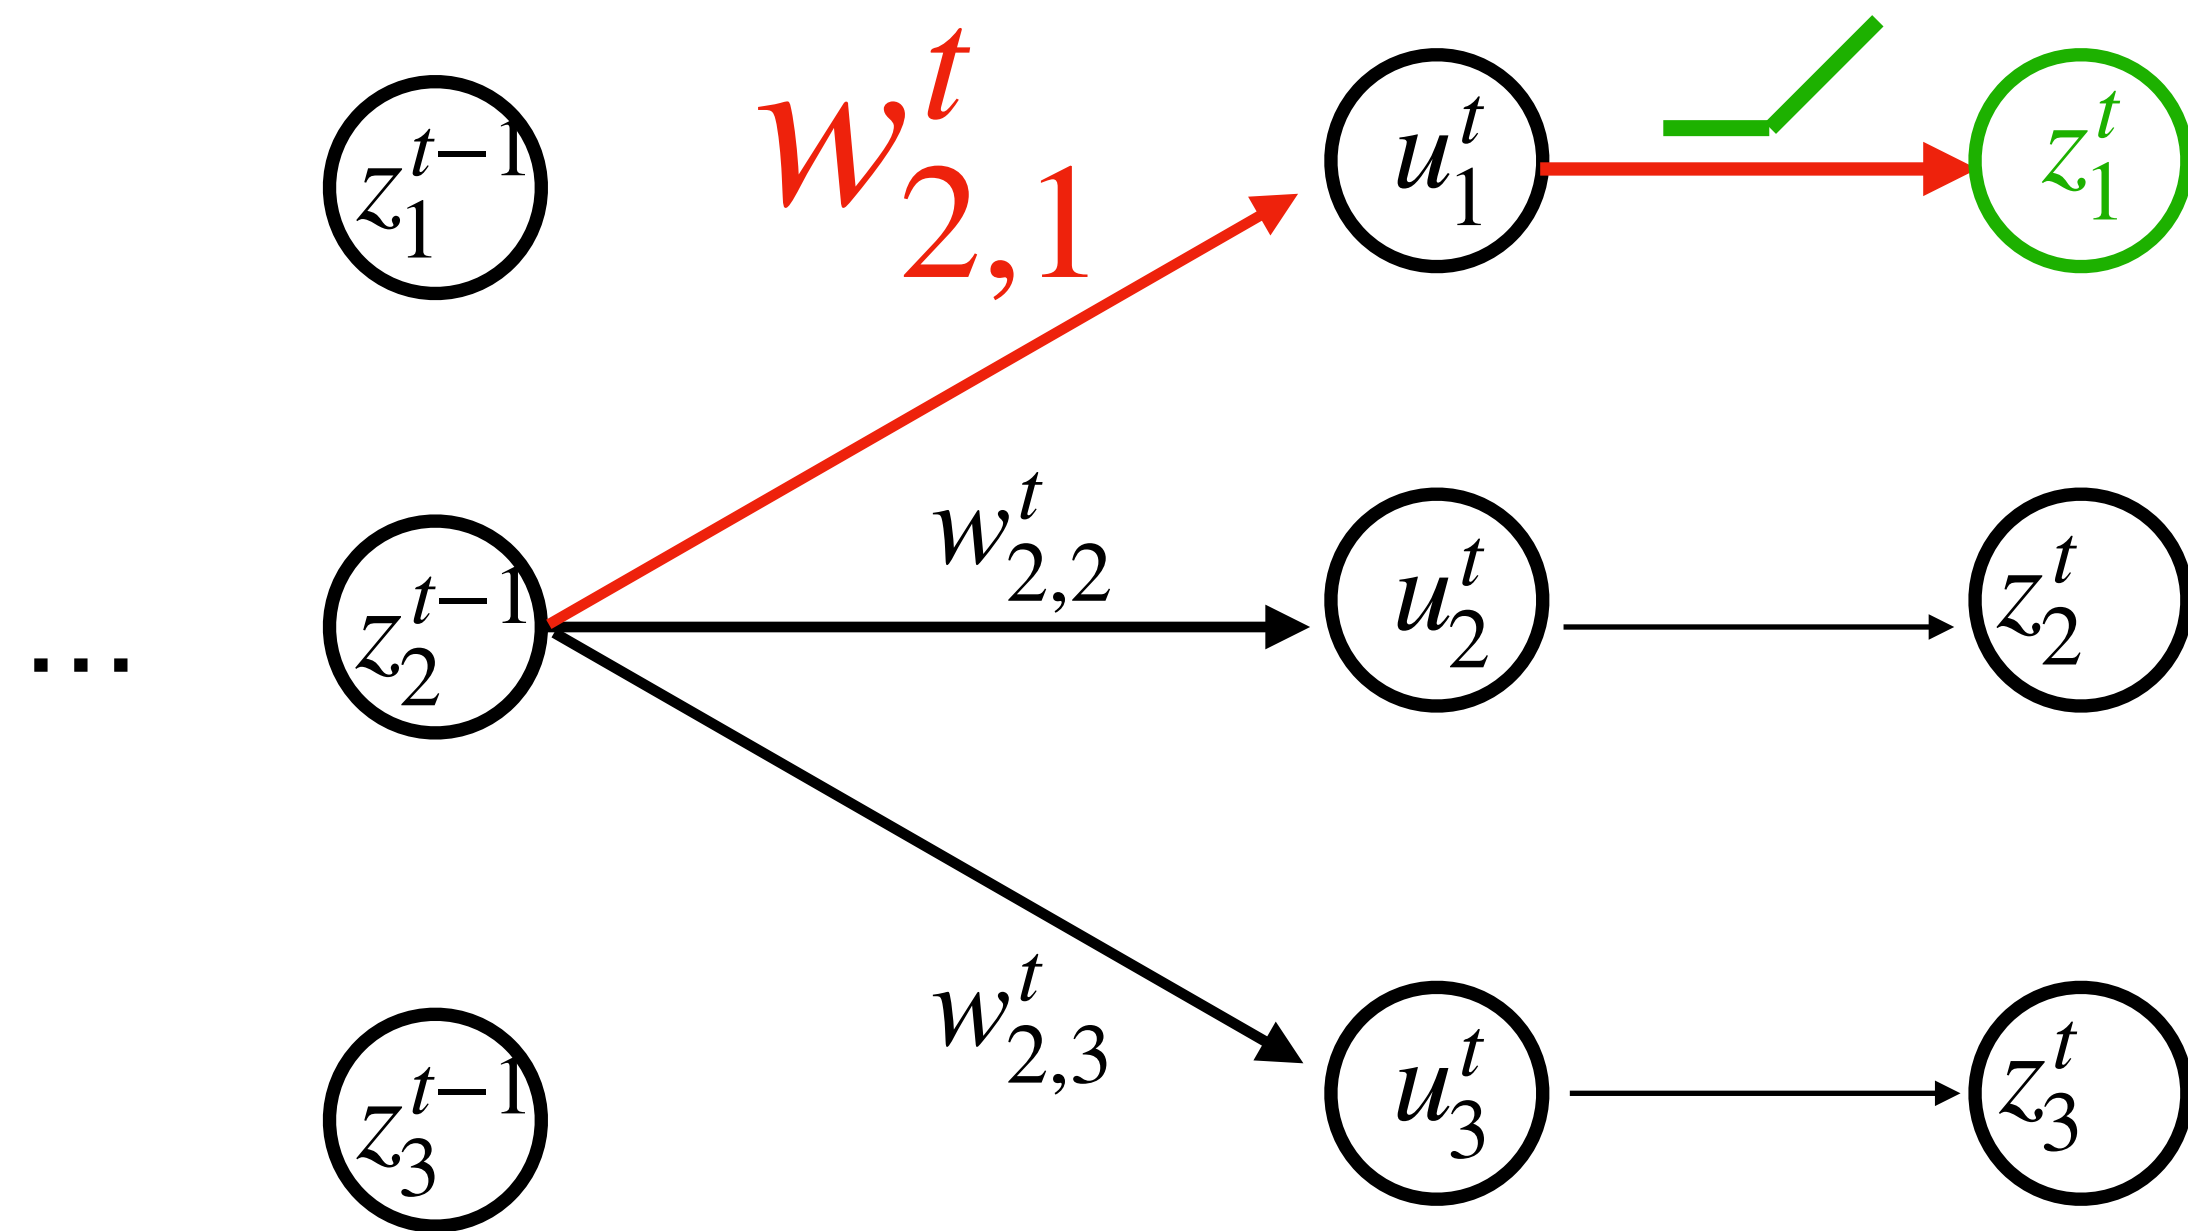 z_1^{t-1}
w_{2,1}^t
u_1^t
z_1^t
...
z_2^{t-1}
w_{2,2}^t
u_2^t
z_2^t
z_3^{t-1}
w_{2,3}^t
u_3^t
z_3^t